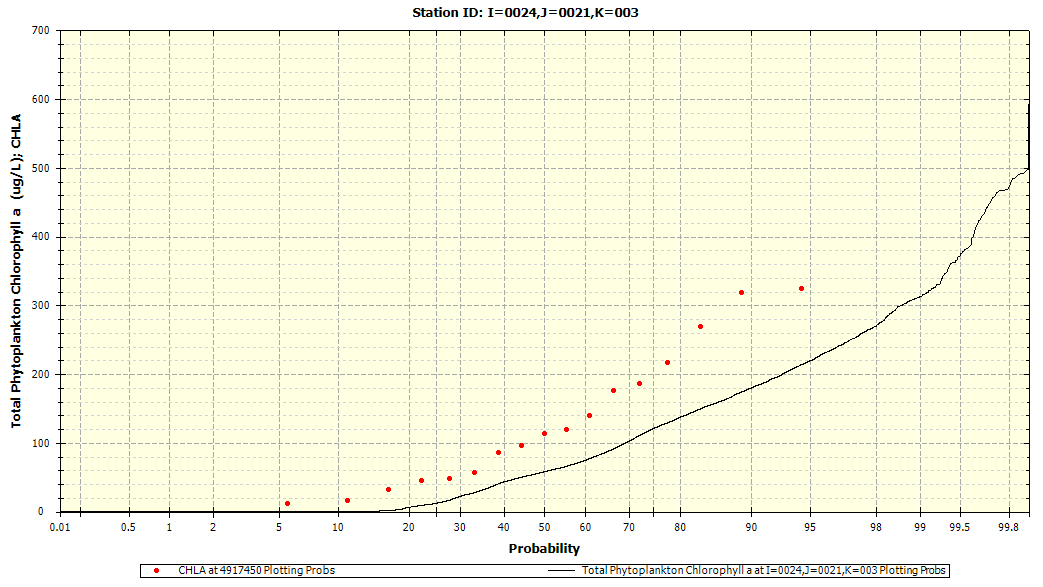 Station ID: I=0024,J=0021,K=003
Total Phytoplankton Chlorophyll a (ug/L); CHLA
700
600
500
400
300
200
100
0
0.01 0.5 1 2 5 10 20 30 40 50 60 70 80 90 95 98 99 99.5 99.8
Probability
CHLA at 4917450 Plotting Probs
Total Phytoplankton Chlorophyll a at I=0024,J=0021,K=003 Plotting Probs